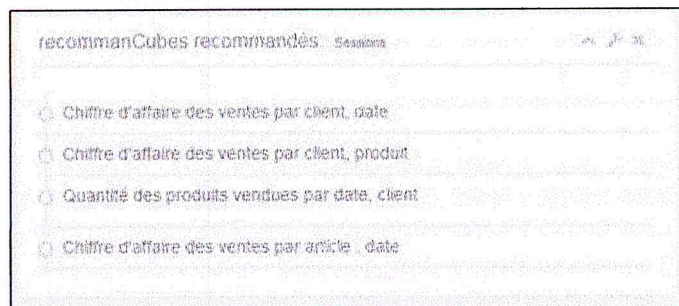 recommanCubes recommandés Sessions
Chiffre d'affaire des ventes par client, date
Chiffre d'affaire des ventes par client, produit
Quantité des produits vendues par date, client
Chiffre d'affaire des ventes par article , date